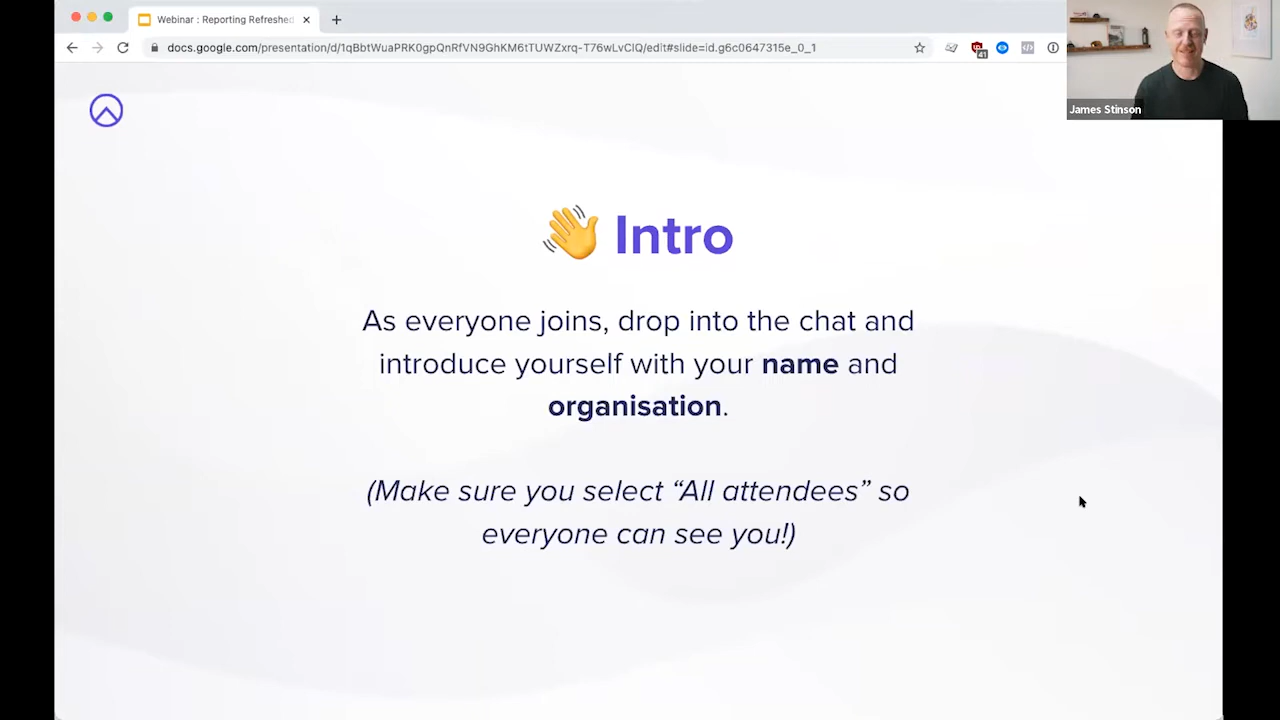 Webinar : Reporting Refreshed
docs.google.com/presentation/d/1qBbtWuaPRK0gpQnRfVN9GhKM6tTUWZxrq-T76wLvClQ/edit#slide=id.g6c0647315e_0_1
41
James Stinson
👋 Intro
As everyone joins, drop into the chat and
introduce yourself with your name and
organisation.
(Make sure you select “All attendees” so
everyone can see you!)